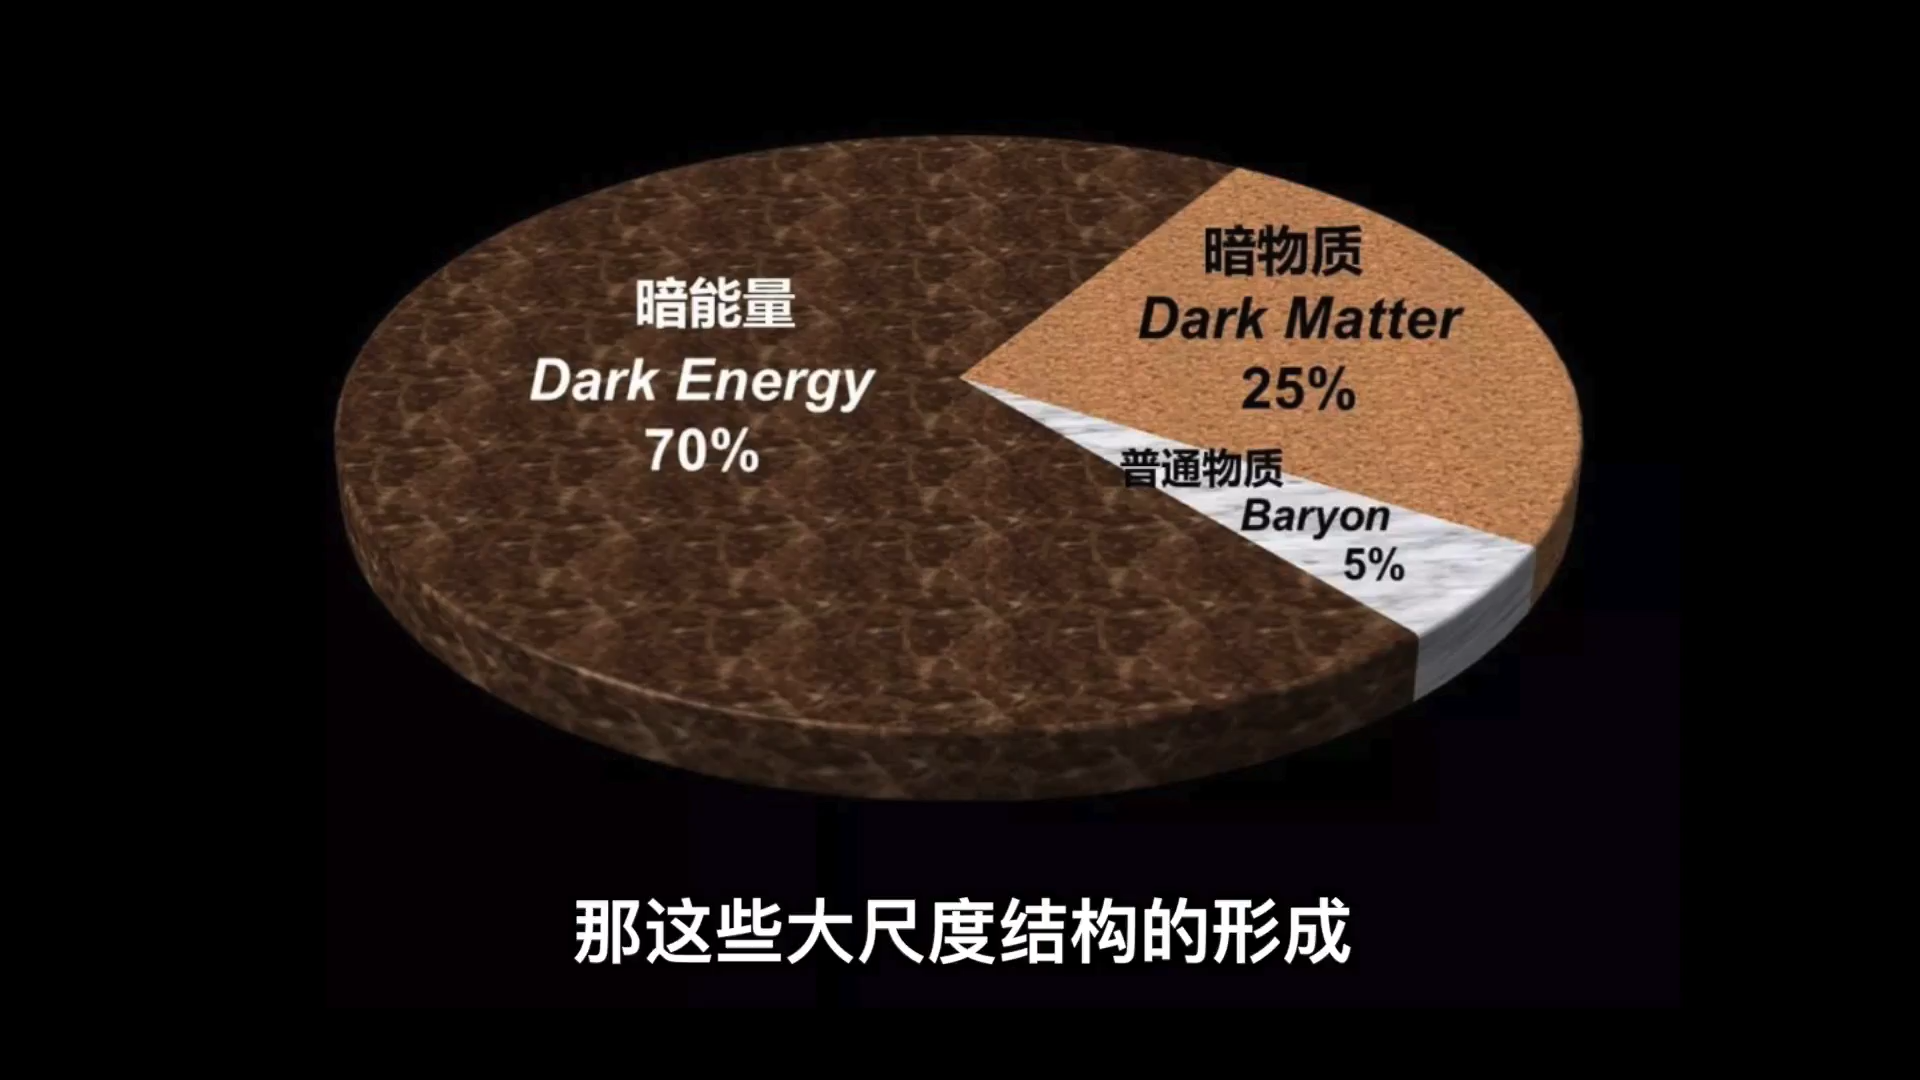 暗能量
Dark Energy
70%
暗物质
Dark Matter
25%
普通物质
Baryon
5%
那这些大尺度结构的形成